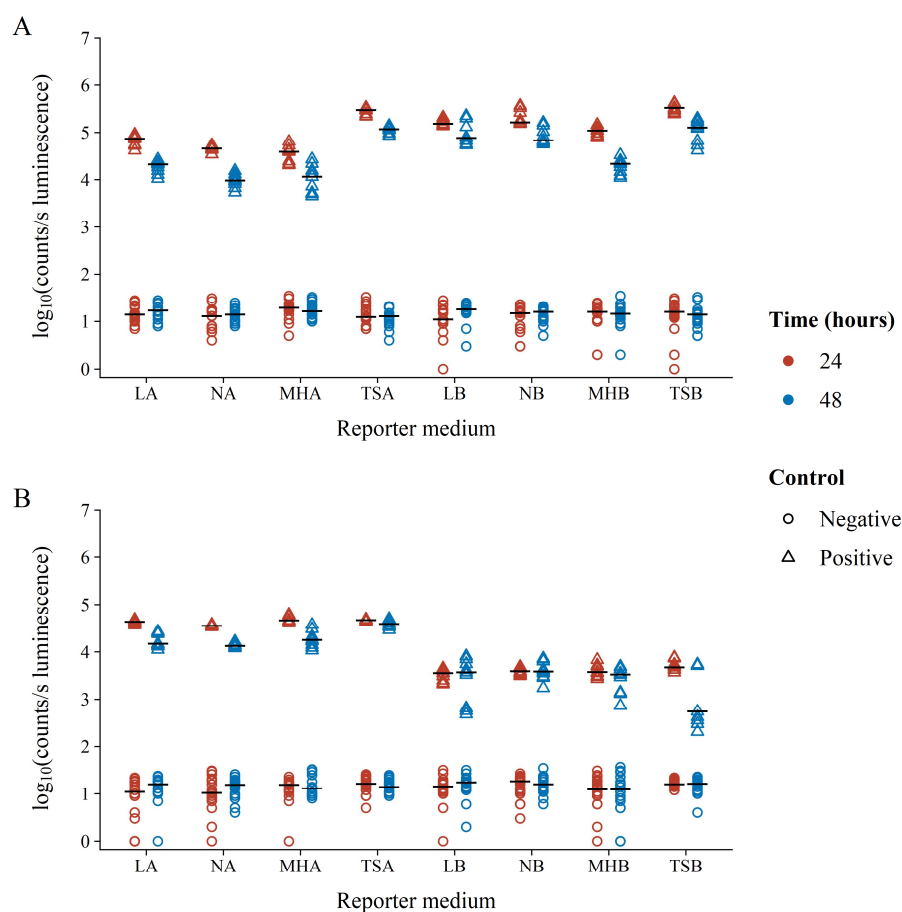 A
7
6
5
4
3
2
1
0
log₁₀(counts/s luminescence)
LA NA MHA TSA LB NB MHB TSB
Reporter medium
Time (hours)
24
48
Control
Negative
Positive
B
7
6
5
4
3
2
1
0
log₁₀(counts/s luminescence)
LA NA MHA TSA LB NB MHB TSB
Reporter medium